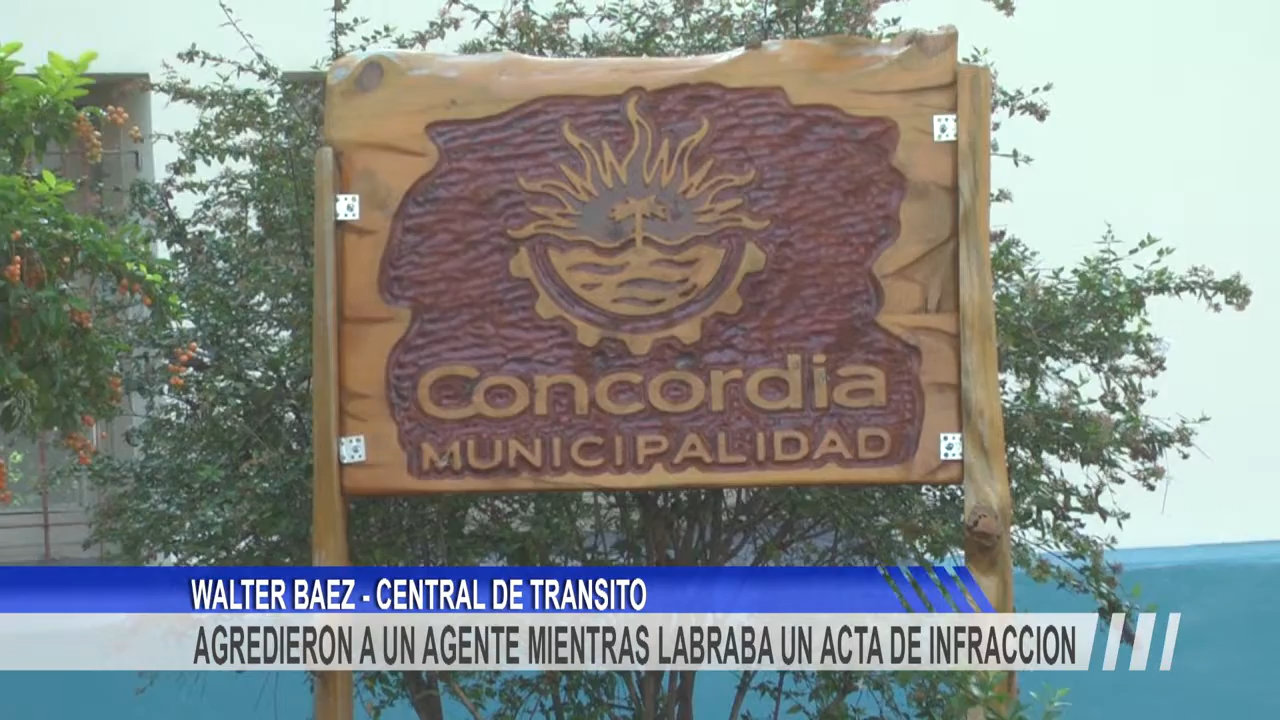 Concordia
MUNICIPALIDAD
WALTER BAEZ - CENTRAL DE TRANSITO
AGREDIERON A UN AGENTE MIENTRAS LABRABA UN ACTA DE INFRACCION